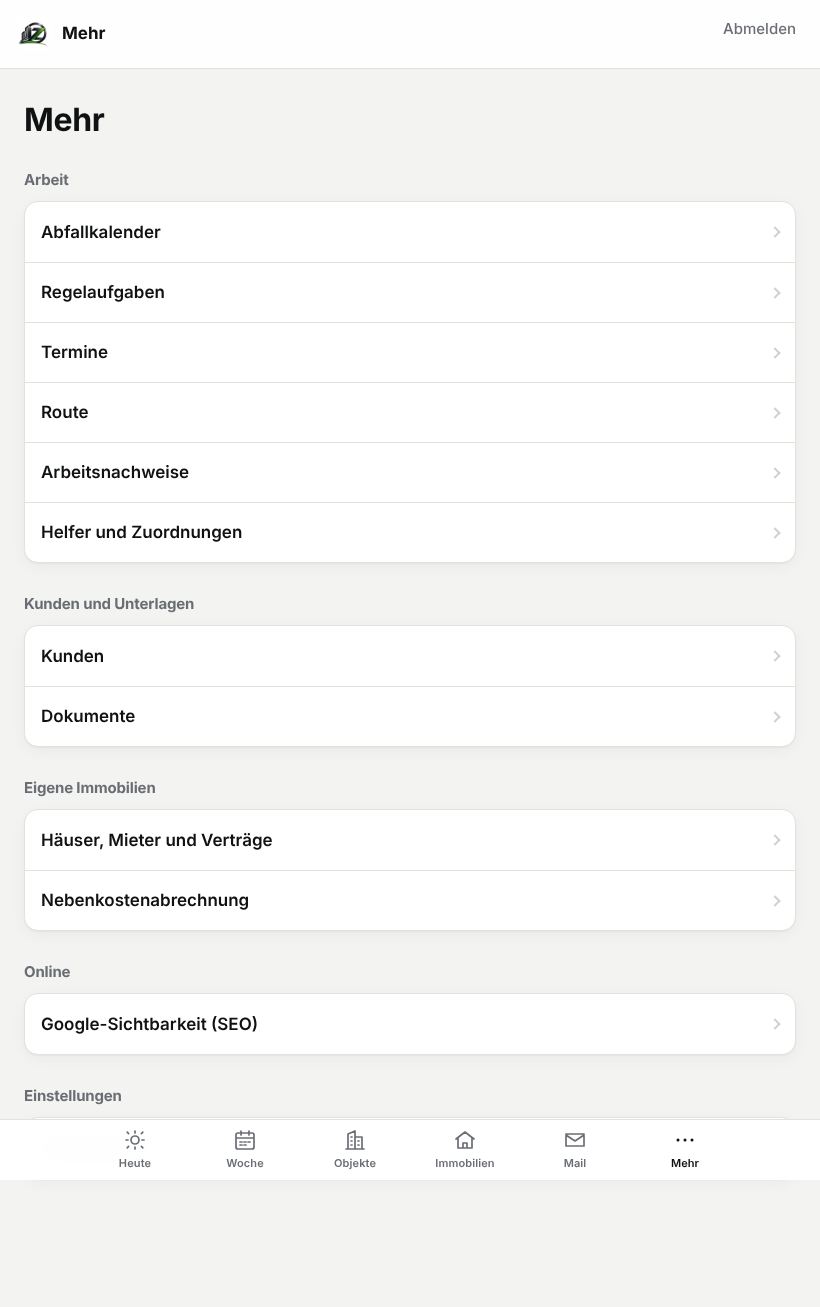 Mehr
Abmelden
Mehr
Arbeit
Abfallkalender
Regelaufgaben
Termine
Route
Arbeitsnachweise
Helfer und Zuordnungen
Kunden und Unterlagen
Kunden
Dokumente
Eigene Immobilien
Häuser, Mieter und Verträge
Nebenkostenabrechnung
Online
Google-Sichtbarkeit (SEO)
Einstellungen
Heute
Woche
Objekte
Immobilien
Mail
Mehr